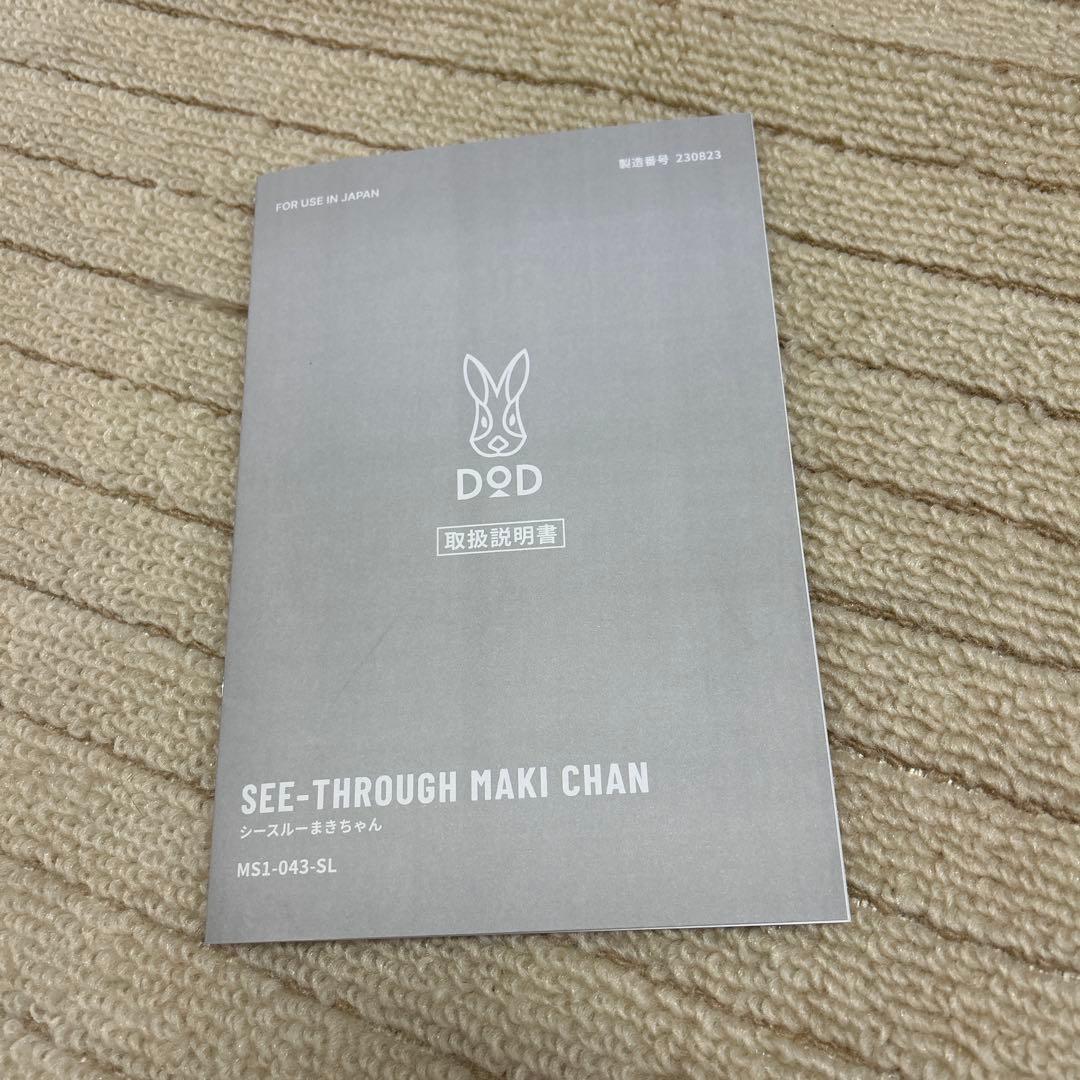 FOR USE IN JAPAN
製造番号 230823
DOD
取扱説明書
SEE-THROUGH MAKI CHAN
シースルーまきちゃん
MS1-043-SL